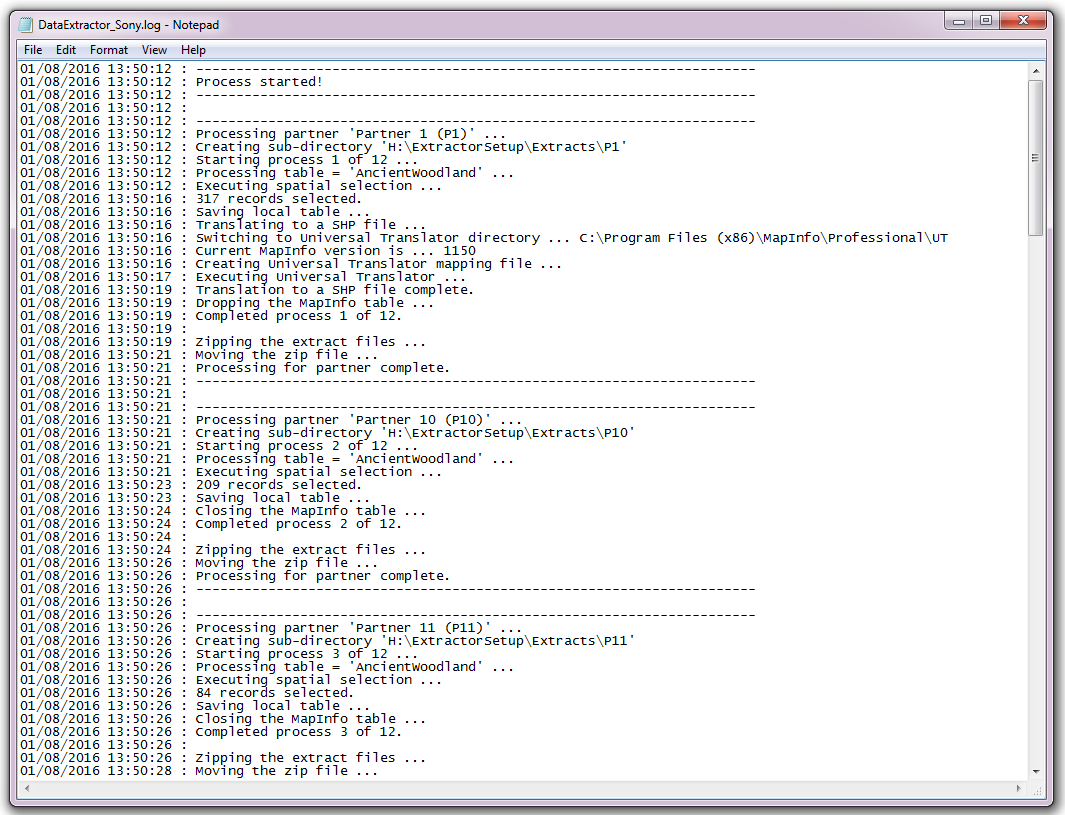 DataExtractor_Sony.log - Notepad
File Edit Format View Help
01/08/2016 13:50:12 : ----------------------------------------------------------------------
01/08/2016 13:50:12 : Process started!
01/08/2016 13:50:12 : ----------------------------------------------------------------------
01/08/2016 13:50:12 :
01/08/2016 13:50:12 : ----------------------------------------------------------------------
01/08/2016 13:50:12 : Processing partner 'Partner 1 (P1)' ...
01/08/2016 13:50:12 : Creating sub-directory 'H:\ExtractorSetup\Extracts\P1'
01/08/2016 13:50:12 : Starting process 1 of 12 ...
01/08/2016 13:50:12 : Processing table = 'AncientWoodland' ...
01/08/2016 13:50:12 : Executing spatial selection ...
01/08/2016 13:50:16 : 317 records selected.
01/08/2016 13:50:16 : Saving local table ...
01/08/2016 13:50:16 : Translating to a SHP file ...
01/08/2016 13:50:16 : Switching to Universal Translator directory ... C:\Program Files (x86)\MapInfo\Professional\UT
01/08/2016 13:50:16 : Current MapInfo version is ... 1150
01/08/2016 13:50:16 : Creating Universal Translator mapping file ...
01/08/2016 13:50:17 : Executing Universal Translator ...
01/08/2016 13:50:19 : Translation to a SHP file complete.
01/08/2016 13:50:19 : Dropping the MapInfo table ...
01/08/2016 13:50:19 : Completed process 1 of 12.
01/08/2016 13:50:19 :
01/08/2016 13:50:19 : Zipping the extract files ...
01/08/2016 13:50:21 : Moving the zip file ...
01/08/2016 13:50:21 : Processing for partner complete.
01/08/2016 13:50:21 : ----------------------------------------------------------------------
01/08/2016 13:50:21 :
01/08/2016 13:50:21 : ----------------------------------------------------------------------
01/08/2016 13:50:21 : Processing partner 'Partner 10 (P10)' ...
01/08/2016 13:50:21 : Creating sub-directory 'H:\ExtractorSetup\Extracts\P10'
01/08/2016 13:50:21 : Starting process 2 of 12 ...
01/08/2016 13:50:21 : Processing table = 'AncientWoodland' ...
01/08/2016 13:50:21 : Executing spatial selection ...
01/08/2016 13:50:23 : 209 records selected.
01/08/2016 13:50:23 : Saving local table ...
01/08/2016 13:50:24 : Closing the MapInfo table ...
01/08/2016 13:50:24 : Completed process 2 of 12.
01/08/2016 13:50:24 :
01/08/2016 13:50:24 : Zipping the extract files ...
01/08/2016 13:50:26 : Moving the zip file ...
01/08/2016 13:50:26 : Processing for partner complete.
01/08/2016 13:50:26 : ----------------------------------------------------------------------
01/08/2016 13:50:26 :
01/08/2016 13:50:26 : ----------------------------------------------------------------------
01/08/2016 13:50:26 : Processing partner 'Partner 11 (P11)' ...
01/08/2016 13:50:26 : Creating sub-directory 'H:\ExtractorSetup\Extracts\P11'
01/08/2016 13:50:26 : Starting process 3 of 12 ...
01/08/2016 13:50:26 : Processing table = 'AncientWoodland' ...
01/08/2016 13:50:26 : Executing spatial selection ...
01/08/2016 13:50:26 : 84 records selected.
01/08/2016 13:50:26 : Saving local table ...
01/08/2016 13:50:26 : Closing the MapInfo table ...
01/08/2016 13:50:26 : Completed process 3 of 12.
01/08/2016 13:50:26 :
01/08/2016 13:50:26 : Zipping the extract files ...
01/08/2016 13:50:28 : Moving the zip file ...